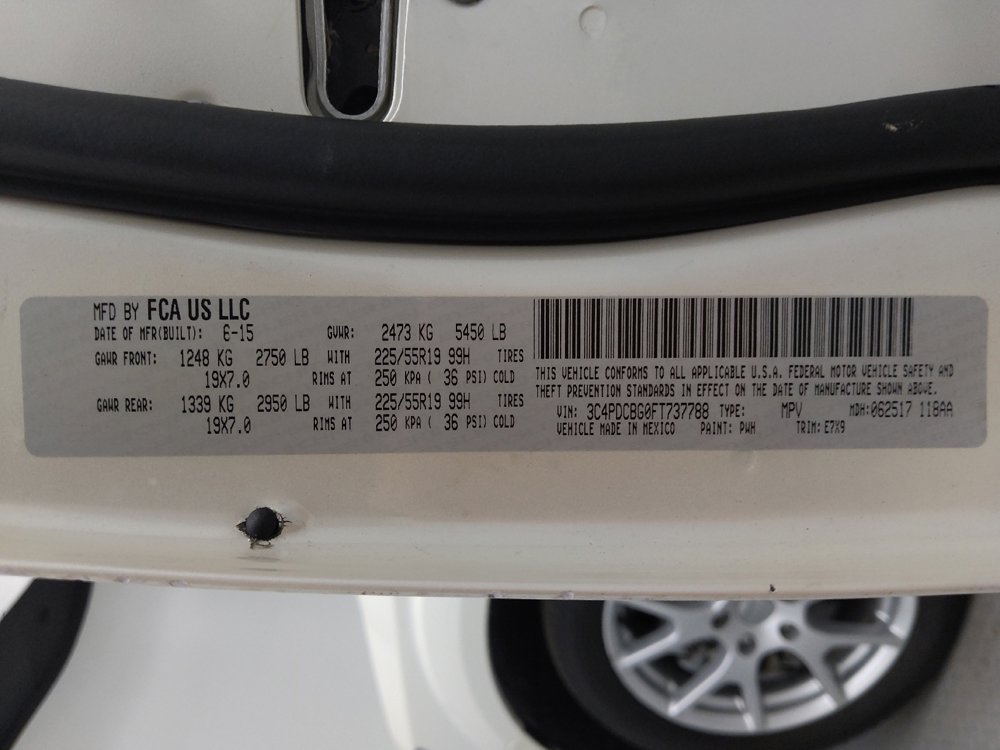 MFD BY FCA US LLC
DATE OF MFR(BUILT): 6-15 GVWR: 2473 KG 5450 LB
GAWR FRONT: 1248 KG 2750 LB WITH 225/55R19 99H TIRES
19X7.0 RIMS AT 250 KPA ( 36 PSI) COLD
GAWR REAR: 1339 KG 2950 LB WITH 225/55R19 99H TIRES
19X7.0 RIMS AT 250 KPA ( 36 PSI) COLD
THIS VEHICLE CONFORMS TO ALL APPLICABLE U.S.A. FEDERAL MOTOR VEHICLE SAFETY AND
THEFT PREVENTION STANDARDS IN EFFECT ON THE DATE OF MANUFACTURE SHOWN ABOVE.
VIN: 3C4PDCBG0FT737788 TYPE: MPV MDH: 062517 118AA
VEHICLE MADE IN MEXICO PAINT: PWH TRIM: E7X9